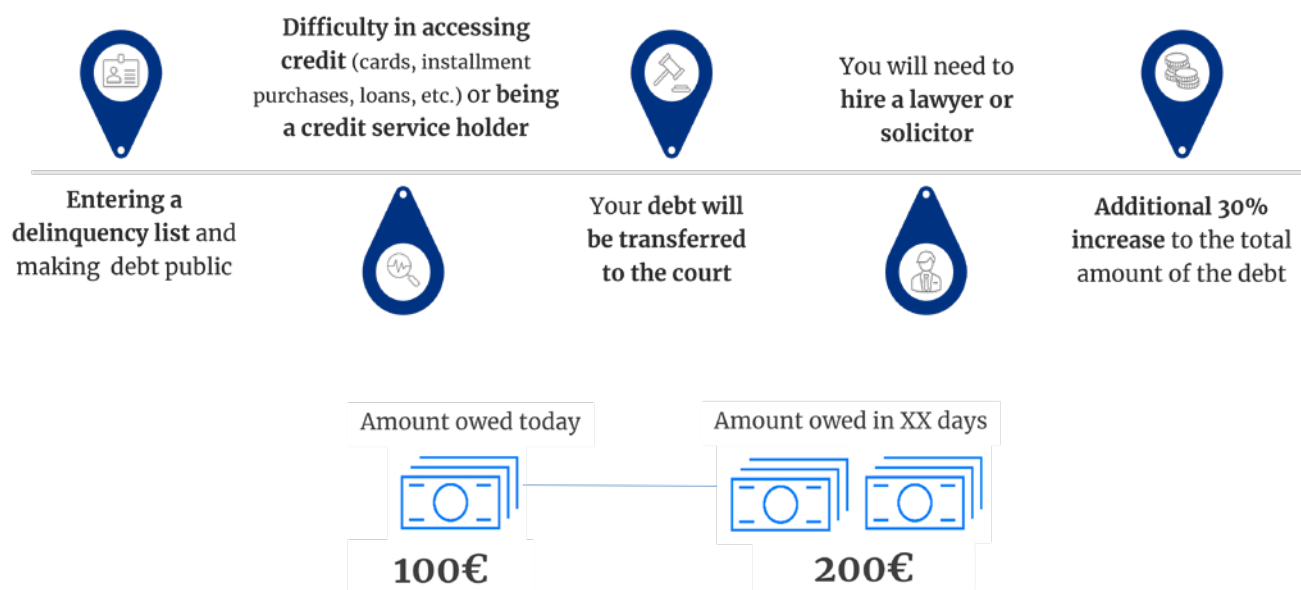 Entering a
delinquency list and
making debt public
Difficulty in accessing
credit (cards, installment
purchases, loans, etc.) or being
a credit service holder
Your debt will
be transferred
to the court
You will need to
hire a lawyer or
solicitor
Additional 30%
increase to the total
amount of the debt
Amount owed today
100€
Amount owed in XX days
200€